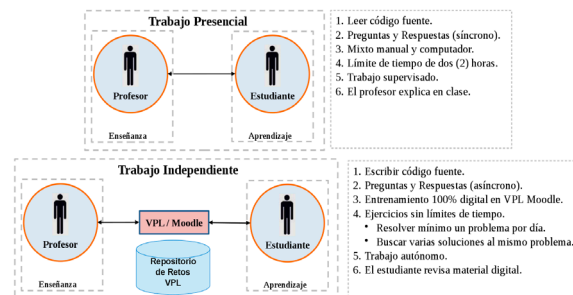 Trabajo Presencial
Profesor
Estudiante
Enseñanza
Aprendizaje
1. Leer código fuente.
2. Preguntas y Respuestas (síncrono).
3. Mixto manual y computador.
4. Límite de tiempo de dos (2) horas.
5. Trabajo supervisado.
6. El profesor explica en clase.
Trabajo Independiente
Profesor
VPL / Moodle
Estudiante
Repositorio
de Retos
VPL
Enseñanza
Aprendizaje
1. Escribir código fuente.
2. Preguntas y Respuestas (asíncrono).
3. Entrenamiento 100% digital en VPL Moodle.
4. Ejercicios sin límites de tiempo.
• Resolver mínimo un problema por día.
• Buscar varias soluciones al mismo problema.
5. Trabajo autónomo.
6. El estudiante revisa material digital.